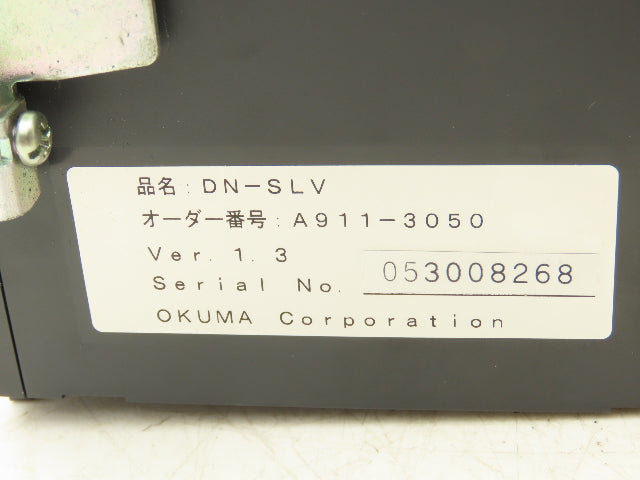 品名: DN-SLV
オーダー番号: A911-3050
Ver. 1. 3
Serial No. 053008268
OKUMA Corporation